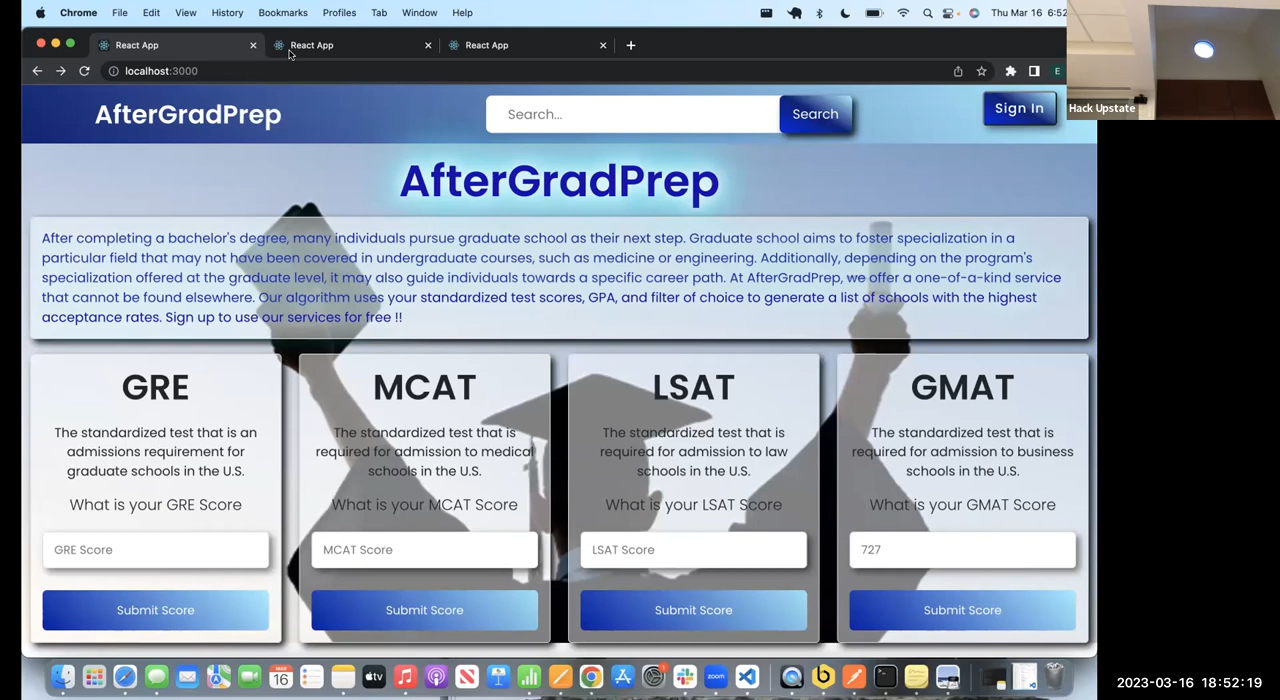 Chrome File Edit View History Bookmarks Profiles Tab Window Help Thu Mar 16 6:52
React App React App React App
localhost:3000 E
Hack Upstate
AfterGradPrep Search... Search Sign In
AfterGradPrep
After completing a bachelor's degree, many individuals pursue graduate school as their next step. Graduate school aims to foster specialization in a
particular field that may not have been covered in undergraduate courses, such as medicine or engineering. Additionally, depending on the program's
specialization offered at the graduate level, it may also guide individuals towards a specific career path. At AfterGradPrep, we offer a one-of-a-kind service
that cannot be found elsewhere. Our algorithm uses your standardized test scores, GPA, and filter of choice to generate a list of schools with the highest
acceptance rates. Sign up to use our services for free !!
GRE
The standardized test that is an
admissions requirement for
graduate schools in the U.S.
What is your GRE Score
GRE Score
Submit Score
MCAT
The standardized test that is
required for admission to medical
schools in the U.S.
What is your MCAT Score
MCAT Score
Submit Score
LSAT
The standardized test that is
required for admission to law
schools in the U.S.
What is your LSAT Score
LSAT Score
Submit Score
GMAT
The standardized test that is
required for admission to business
schools in the U.S.
What is your GMAT Score
727
Submit Score
MAR
16
tv
zoom
1
2023-03-16 18:52:19